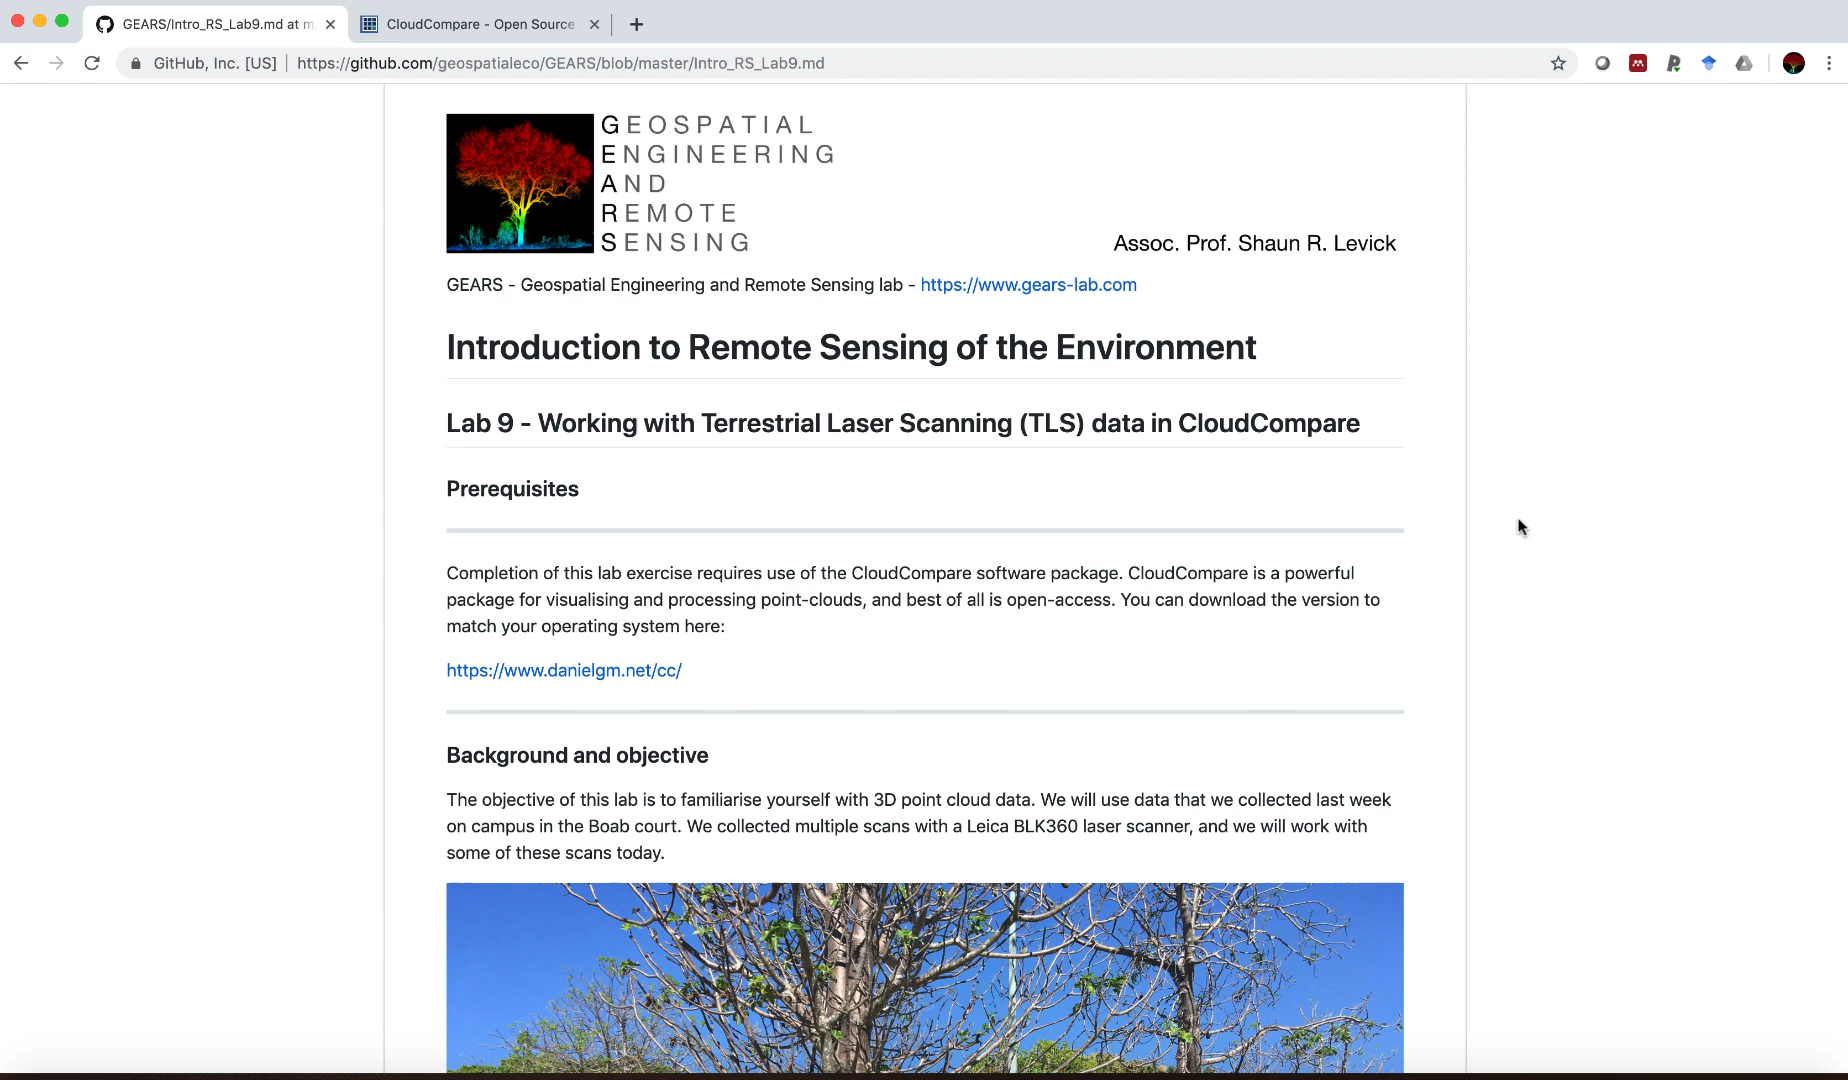 GEARS/Intro_RS_Lab9.md at m
CloudCompare - Open Source
GitHub, Inc. [US] | https://github.com/geospatialeco/GEARS/blob/master/Intro_RS_Lab9.md
GEOSPATIAL
ENGINEERING
AND
REMOTE
SENSING
Assoc. Prof. Shaun R. Levick
GEARS - Geospatial Engineering and Remote Sensing lab - https://www.gears-lab.com
Introduction to Remote Sensing of the Environment
Lab 9 - Working with Terrestrial Laser Scanning (TLS) data in CloudCompare
Prerequisites
Completion of this lab exercise requires use of the CloudCompare software package. CloudCompare is a powerful
package for visualising and processing point-clouds, and best of all is open-access. You can download the version to
match your operating system here:
https://www.danielgm.net/cc/
Background and objective
The objective of this lab is to familiarise yourself with 3D point cloud data. We will use data that we collected last week
on campus in the Boab court. We collected multiple scans with a Leica BLK360 laser scanner, and we will work with
some of these scans today.